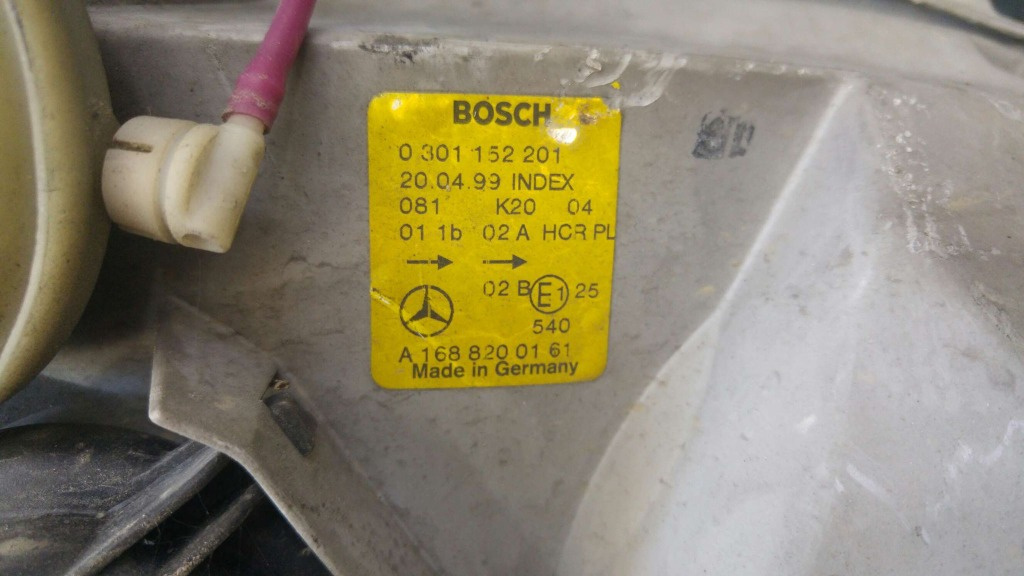 BOSCH
0 301 152 201
20.04.99 INDEX
081 K20 04
01 1b 02 A HCR PL
02 B E1 25
540
A 168 820 01 61
Made in Germany